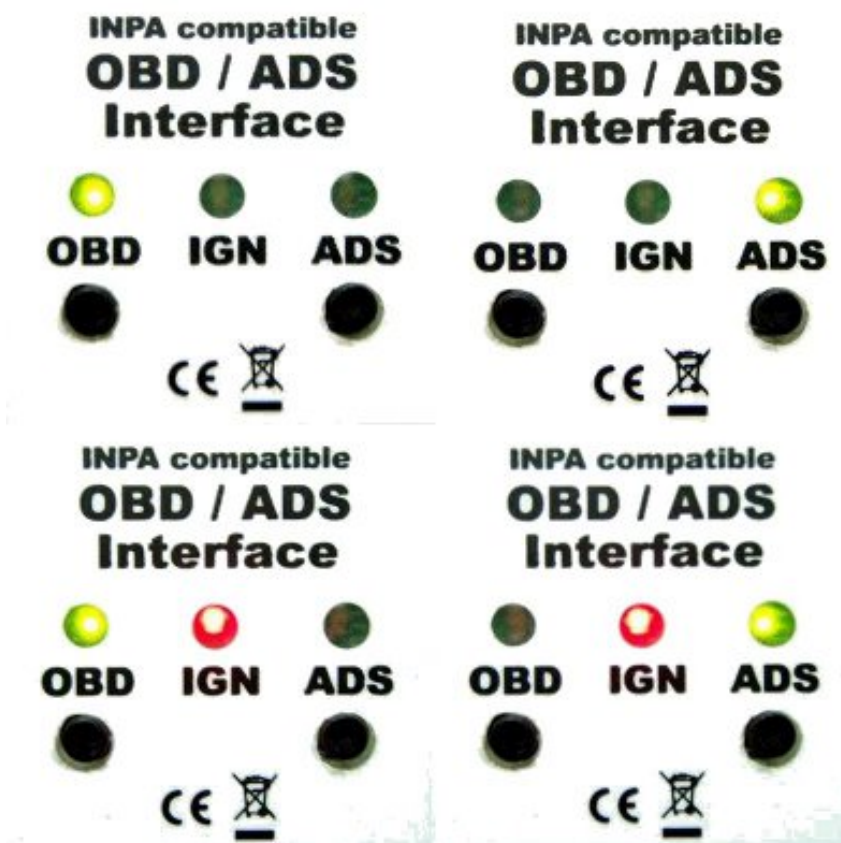 INPA compatible
OBD / ADS
Interface
OBD IGN ADS
CE
INPA compatible
OBD / ADS
Interface
OBD IGN ADS
CE
INPA compatible
OBD / ADS
Interface
OBD IGN ADS
CE
INPA compatible
OBD / ADS
Interface
OBD IGN ADS
CE